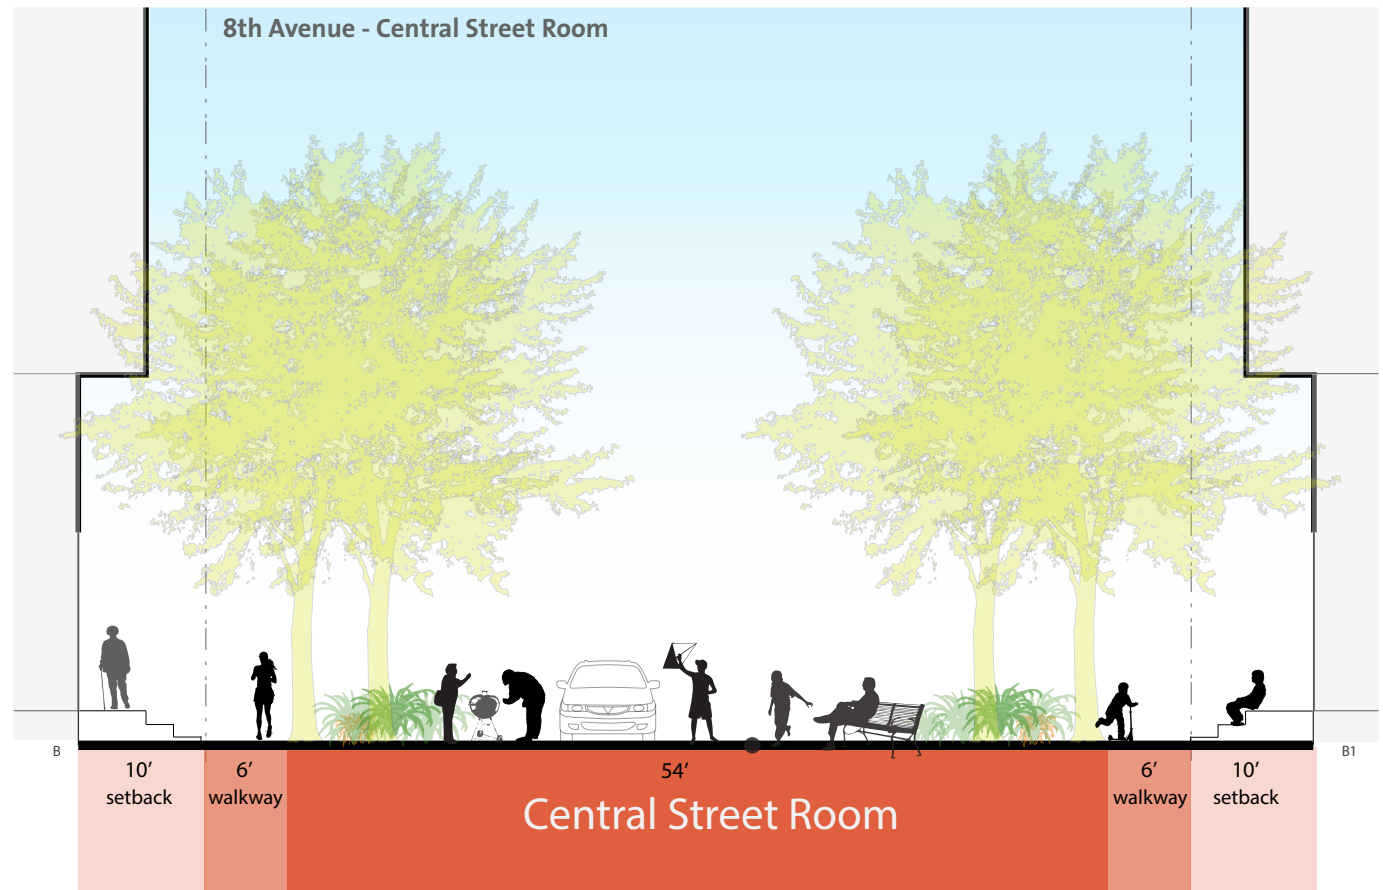 8th Avenue - Central Street Room
B
B1
10’
setback
6’
walkway
54’
Central Street Room
6’
walkway
10’
setback